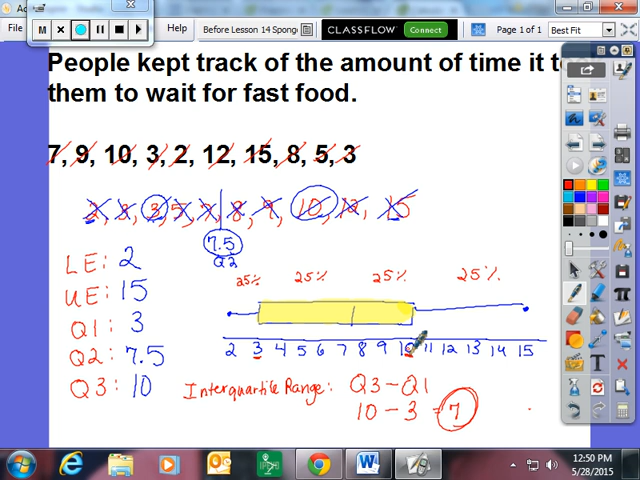 File
Help
Before Lesson 14 Spong
CLASSFLOW
Connect
Page 1 of 1
Best Fit
M
People kept track of the amount of time it to
them to wait for fast food.
7, 9, 10, 3, 2, 12, 15, 8, 5, 3
2, 3, 3, 5, 7, 8, 9, 10, 12, 15
7.5
Q2
LE: 2
UE: 15
Q1: 3
Q2: 7.5
Q3: 10
25% 25% 25% 25%
2 3 4 5 6 7 8 9 10 11 12 13 14 15
Interquartile Range: Q3 - Q1
10 - 3 = 7
12:50 PM
5/28/2015